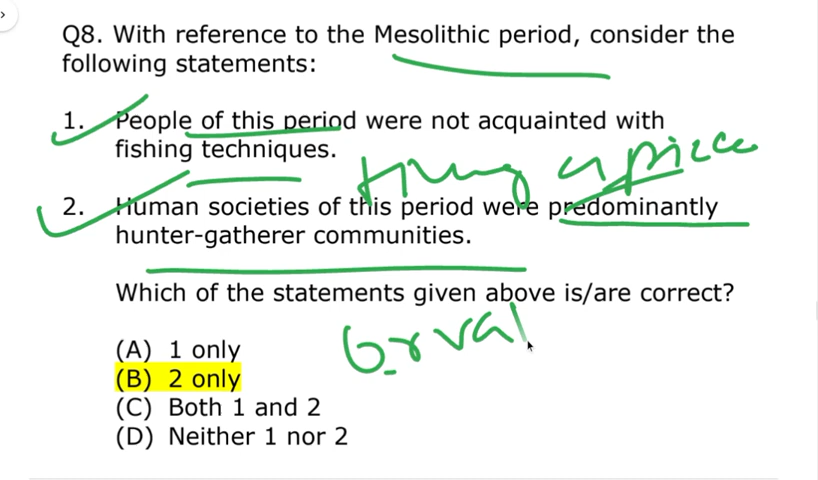 Q8. With reference to the Mesolithic period, consider the
following statements:
1. People of this period were not acquainted with
fishing techniques.
2. Human societies of this period were predominantly
hunter-gatherer communities.
Which of the statements given above is/are correct?
(A) 1 only
(B) 2 only
(C) Both 1 and 2
(D) Neither 1 nor 2